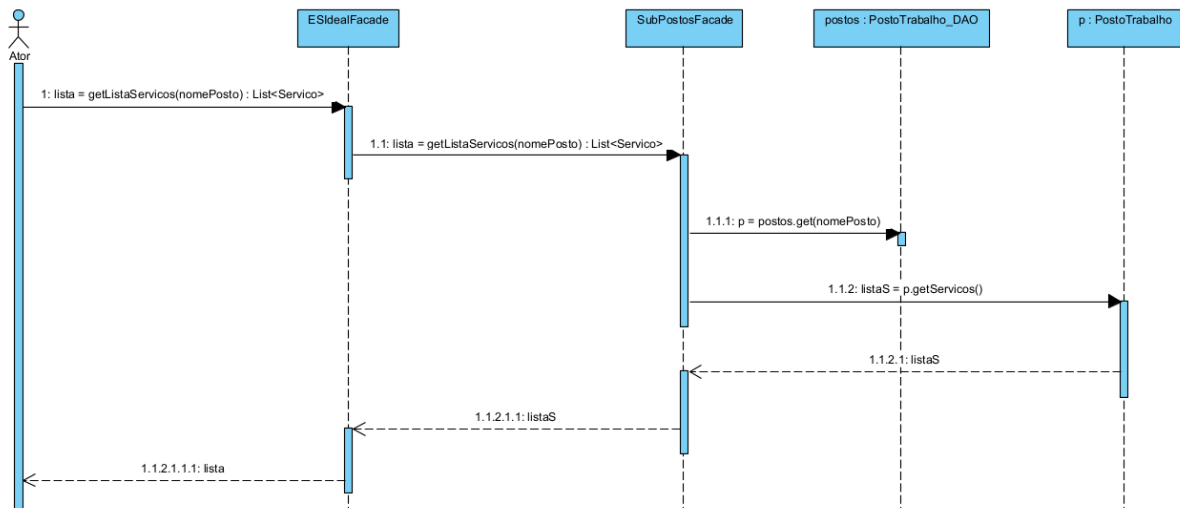 ESIdealFacade
SubPostosFacade
postos : PostoTrabalho_DAO
p : PostoTrabalho
Ator
1: lista = getListaServicos(nomePosto) : List<Servico>
1.1: lista = getListaServicos(nomePosto) : List<Servico>
1.1.1: p = postos.get(nomePosto)
1.1.2: listaS = p.getServicos()
1.1.2.1: listaS
1.1.2.1.1: listaS
1.1.2.1.1.1: lista